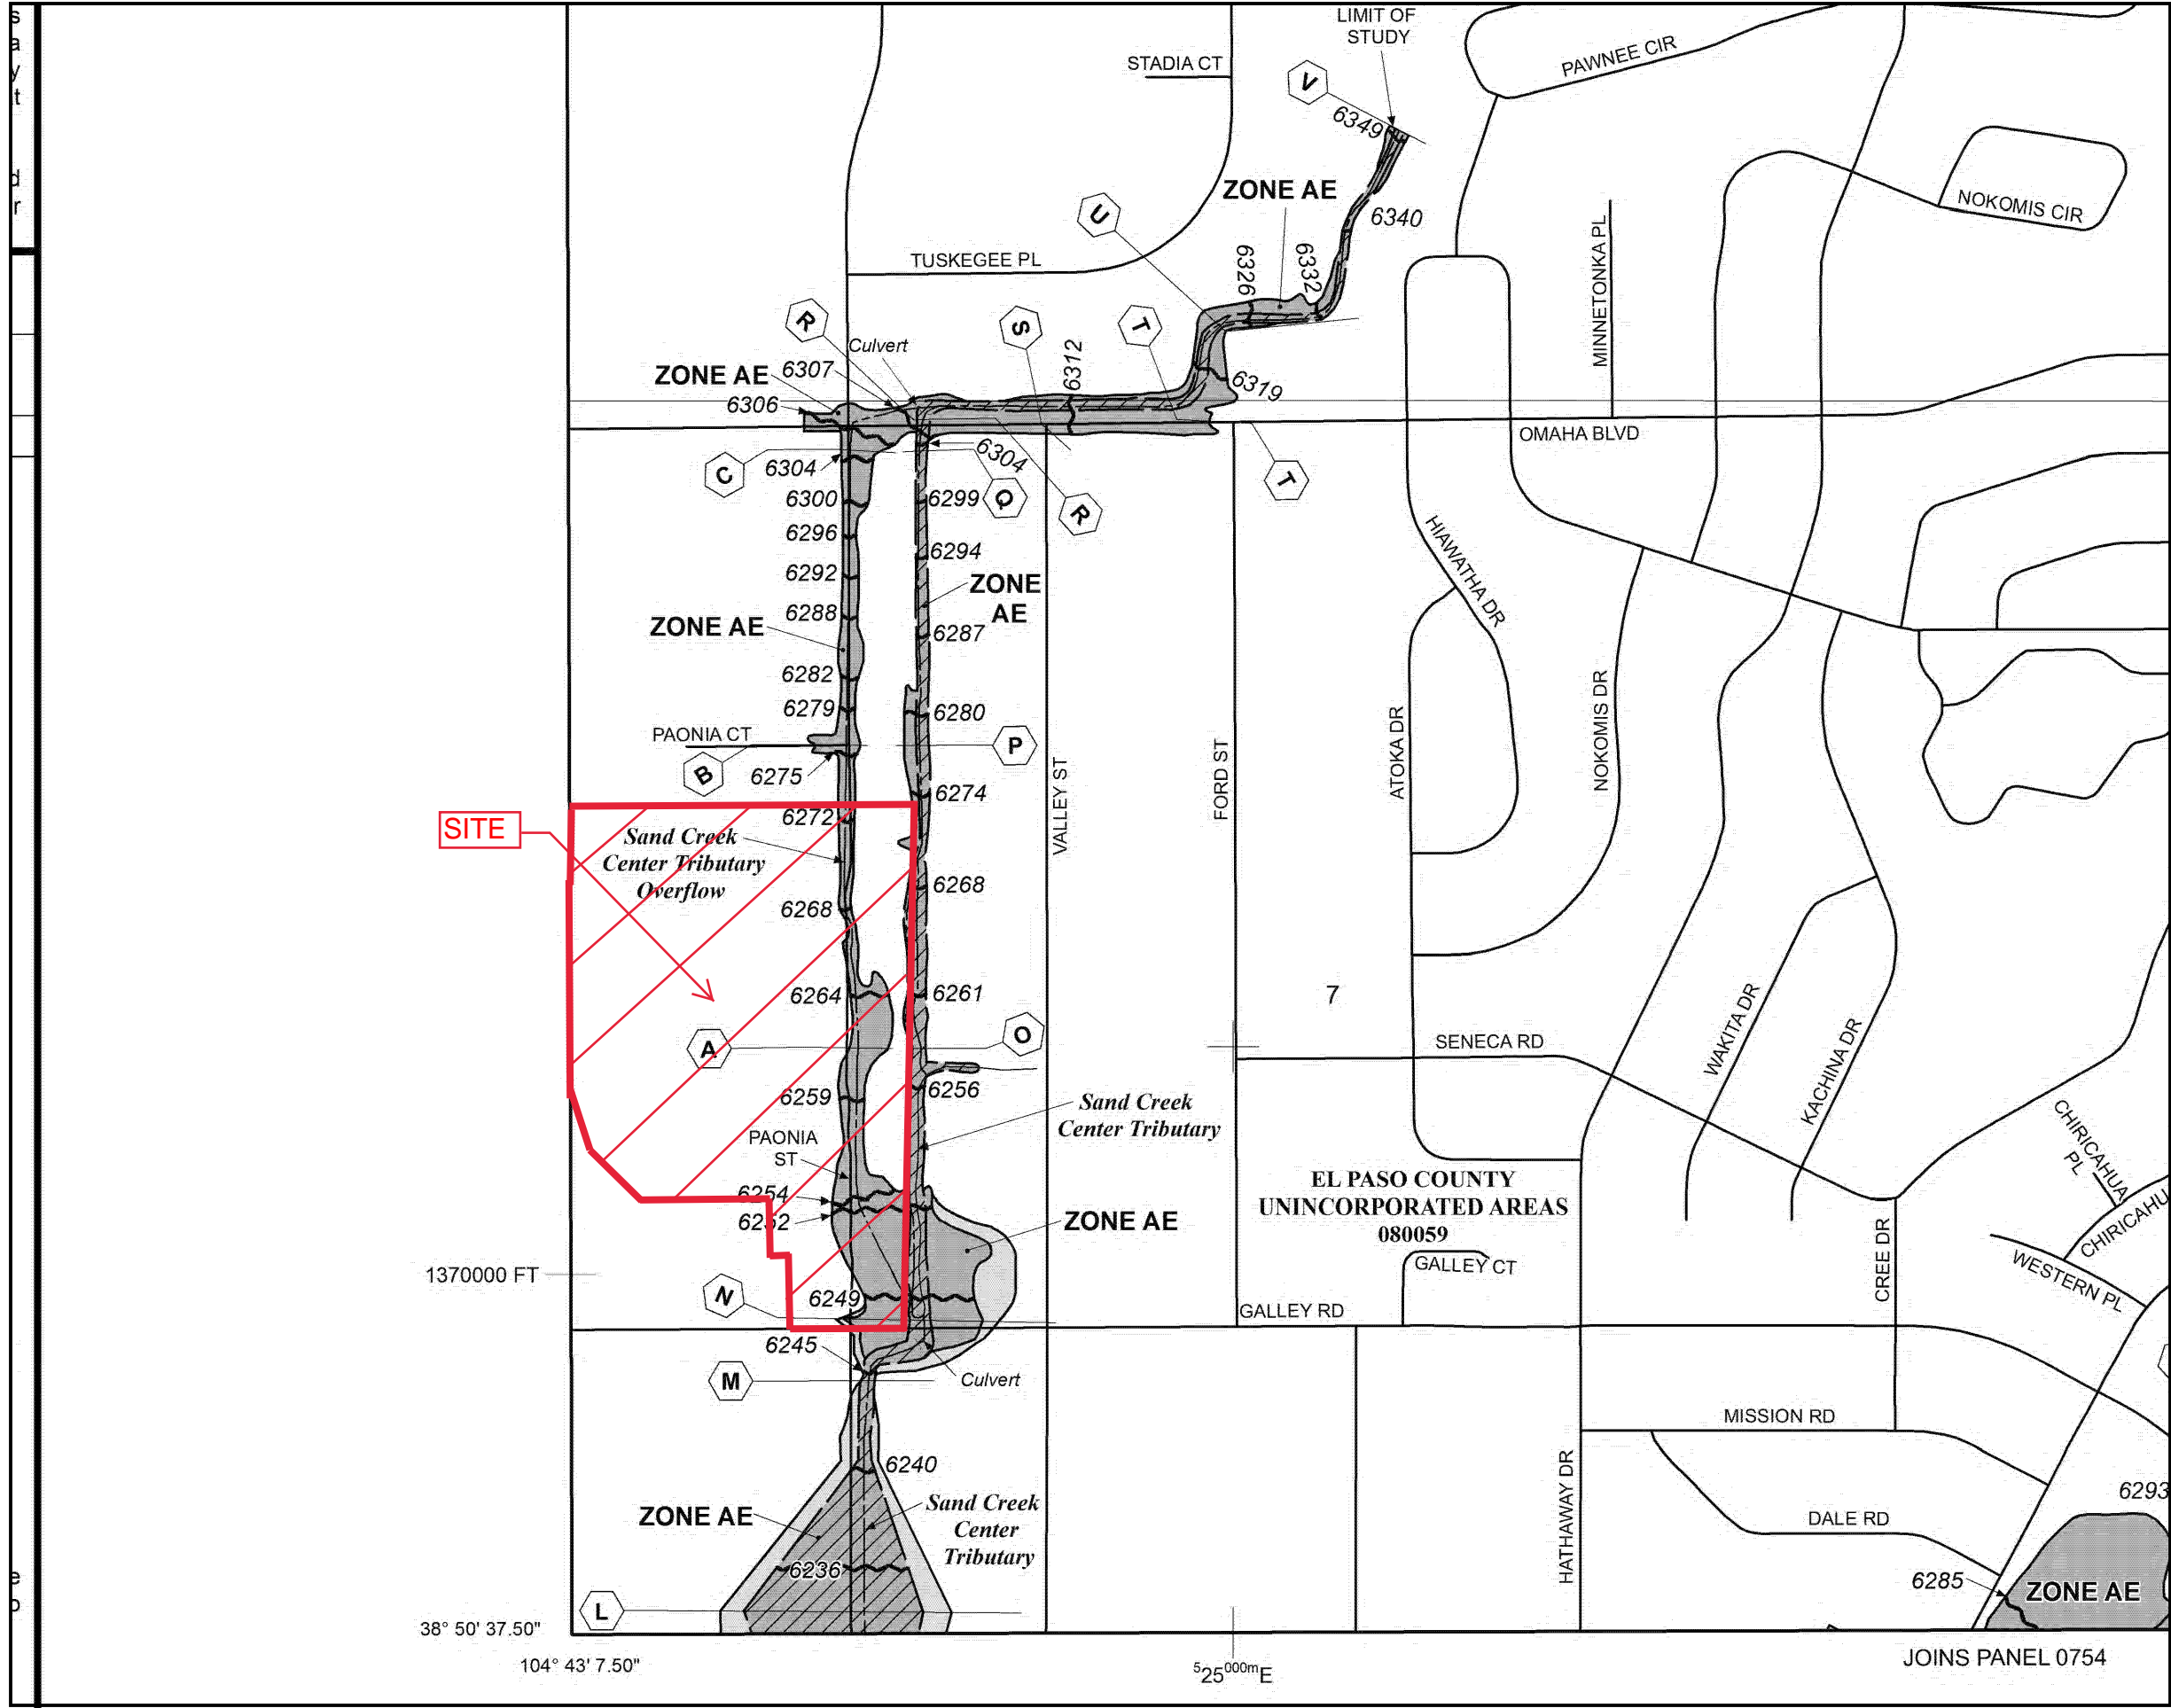 s
a
y
it
d
r
e
o
LIMIT OF
STUDY
PAWNEE CIR
STADIA CT
V
6349
ZONE AE
6340
NOKOMIS CIR
U
MINNETONKA PL
TUSKEGEE PL
6326
6332
R
S
T
Culvert
6312
ZONE AE
6307
6319
6306
OMAHA BLVD
C
6304
6304
T
6300
6299
Q
R
6296
HIAWATHA DR
6294
6292
ZONE
AE
6288
ZONE AE
6287
6282
6279
6280
NOKOMIS DR
ATOKA DR
PAONIA CT
P
FORD ST
VALLEY ST
B
6275
6274
SITE
6272
Sand Creek
Center Tributary
Overflow
6268
6268
6264
6261
7
A
O
SENECA RD
WAKITA DR
KACHINA DR
6259
6256
Sand Creek
Center Tributary
PAONIA
ST
CHIRICAHUA
PL
CHIRICAHU
EL PASO COUNTY
UNINCORPORATED AREAS
080059
6254
6252
ZONE AE
GALLEY CT
CREE DR
WESTERN PL
1370000 FT
N
6249
GALLEY RD
6245
M
Culvert
MISSION RD
6240
HATHAWAY DR
6293
ZONE AE
Sand Creek
Center
Tributary
DALE RD
6236
6285
ZONE AE
L
38° 50' 37.50"
104° 43' 7.50"
525000mE
JOINS PANEL 0754